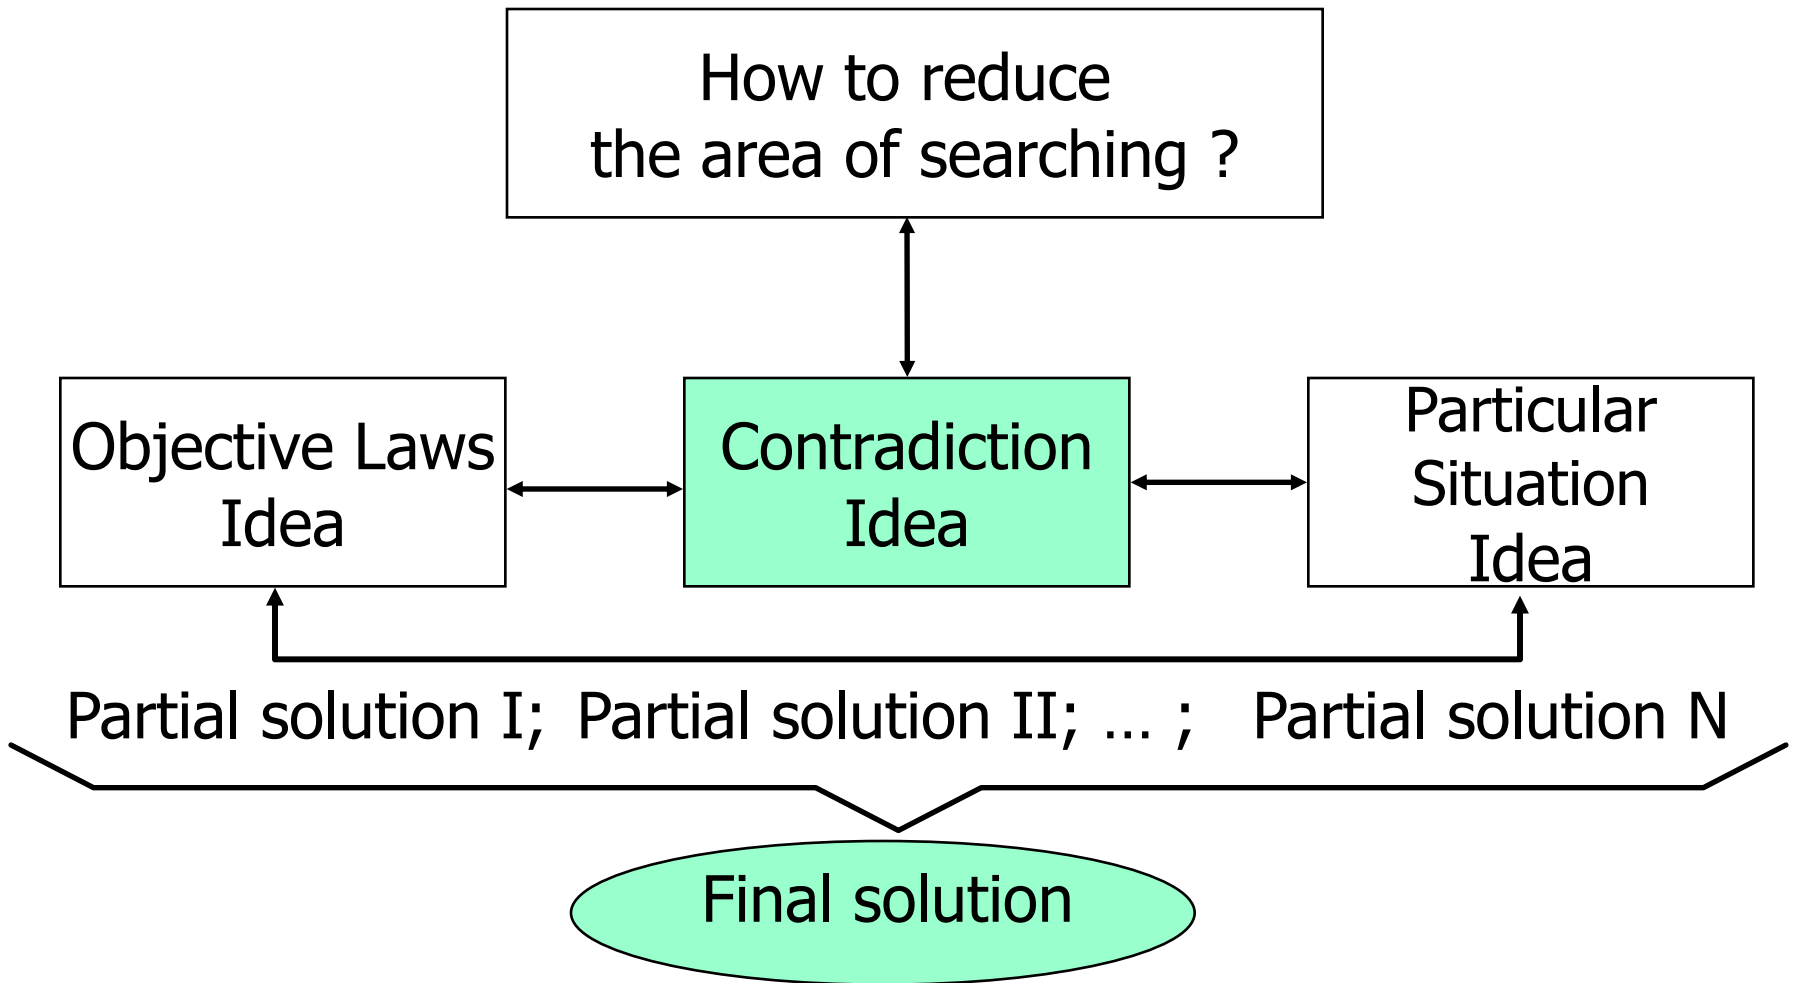 How to reduce
the area of searching ?
Objective Laws
Idea
Contradiction
Idea
Particular
Situation
Idea
Partial solution I; Partial solution II; ... ; Partial solution N
Final solution